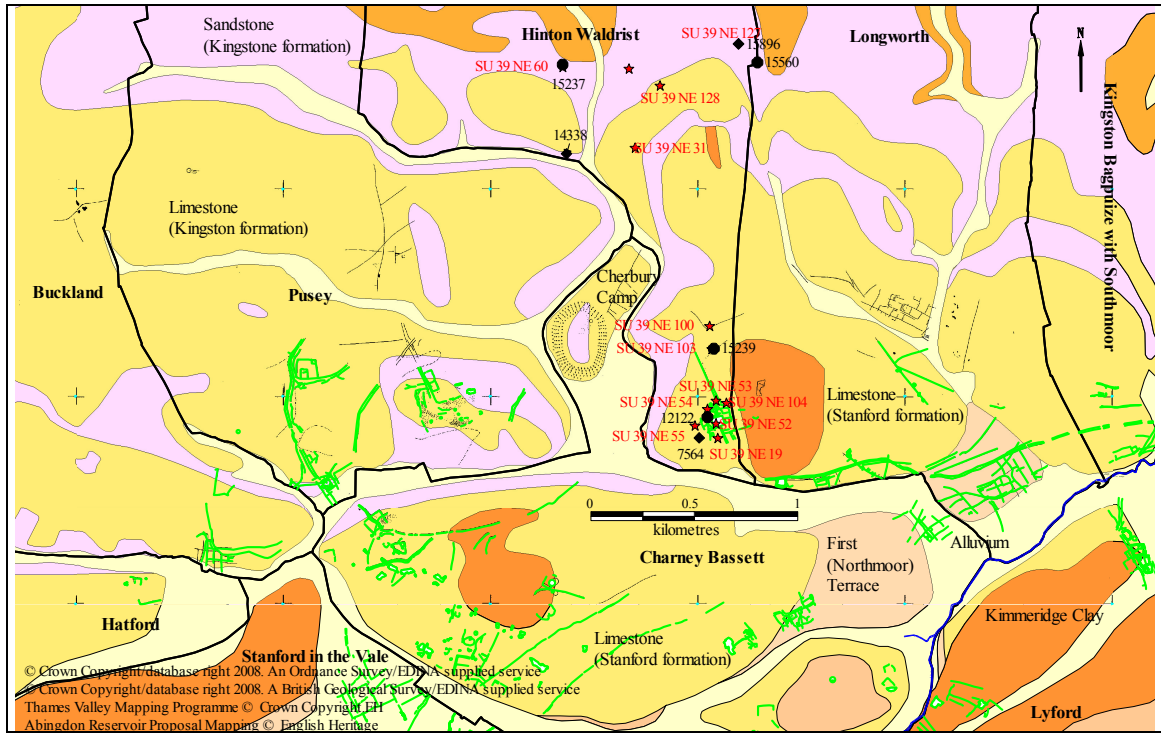 Sandstone
(Kingstone formation)
Hinton Waldrist
SU 39 NE 127
15896
Longworth
N
SU 39 NE 60
15237
15560
SU 39 NE 128
Kingston Bagpuize with Southmoor
14338
SU 39 NE 31
Limestone
(Kingston formation)
Buckland
Pusey
Cherbury
Camp
SU 39 NE 100
SU 39 NE 103
15239
SU 39 NE 53
SU 39 NE 54
SU 39 NE 104
Limestone
(Stanford formation)
12122
SU 39 NE 52
SU 39 NE 55
7564
SU 39 NE 19
0
0.5
1
kilometres
Charney Bassett
First
(Northmoor)
Terrace
Alluvium
Kimmeridge Clay
Hatford
Limestone
(Stanford formation)
Stanford in the Vale
© Crown Copyright/database right 2008. An Ordnance Survey/EDINA supplied service
© Crown Copyright/database right 2008. A British Geological Survey/EDINA supplied service
Thames Valley Mapping Programme © Crown Copyright EH
Abingdon Reservoir Proposal Mapping © English Heritage
Lyford